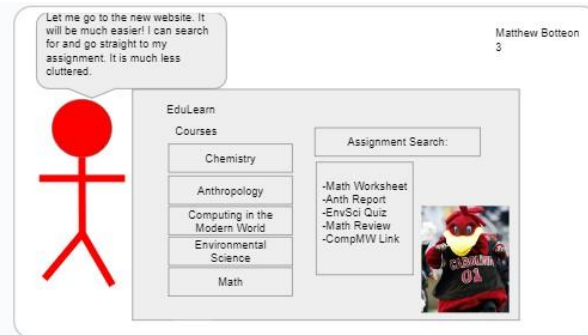 Let me go to the new website. It
will be much easier! I can search
for and go straight to my
assignment. It is much less
cluttered.
Matthew Botteon
3
EduLearn
Courses
Chemistry
Anthropology
Computing in the
Modern World
Environmental
Science
Math
Assignment Search:
-Math Worksheet
-Anth Report
-EnvSci Quiz
-Math Review
-CompMW Link
CAROLINA
01